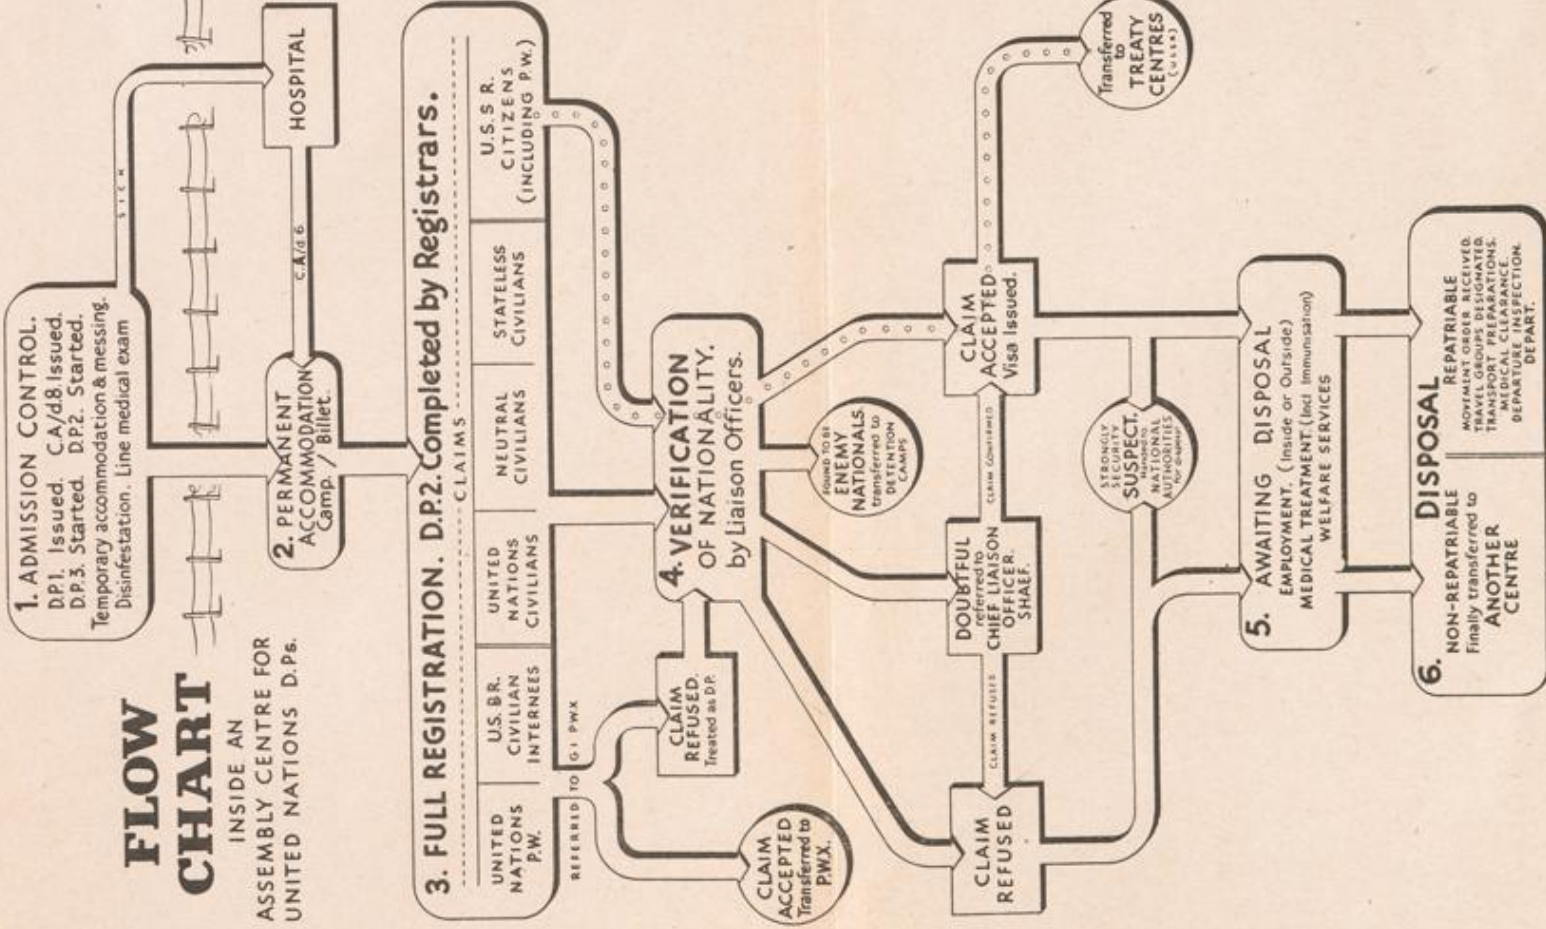 FLOW
CHART
INSIDE AN
ASSEMBLY CENTRE FOR
UNITED NATIONS D.Ps.
1. ADMISSION CONTROL.
D.P.1. Issued. C.A/d.8. Issued.
D.P.3. Started. D.P.2. Started.
Temporary accommodation & messing.
Disinfestation. Line medical exam
SICK
HOSPITAL
C.A/d6
2. PERMANENT
ACCOMMODATION
Camp. / Billet.
3. FULL REGISTRATION. D.P.2. Completed by Registrars.
CLAIMS
UNITED
NATIONS
P.W.
U.S. BR.
CIVILIAN
INTERNEES
UNITED
NATIONS
CIVILIANS
NEUTRAL
CIVILIANS
STATELESS
CIVILIANS
U.S.S R.
CITIZENS
(INCLUDING P.W.)
REFERRED TO G I PWX
CLAIM
ACCEPTED
Transferred to
P.W.X.
CLAIM
REFUSED.
Treated as D.P.
4. VERIFICATION
OF NATIONALITY.
by Liaison Officers.
FOUND TO BE
ENEMY
NATIONALS
transferred to
DETENTION
CAMPS
CLAIM
REFUSED
CLAIM REFUSED
DOUBTFUL
referred to
CHIEF LIAISON
OFFICER.
SHAEF.
CLAIM CONFIRMED
CLAIM
ACCEPTED
Visa Issued.
Transferred
to
TREATY
CENTRES
(USSR)
STRONGLY
SECURITY
SUSPECT.
Handed to
NATIONAL
AUTHORITIES
for disposal
5. AWAITING DISPOSAL
EMPLOYMENT. (Inside or Outside)
MEDICAL TREATMENT. (Incl Immunisation)
WELFARE SERVICES
6. DISPOSAL
NON-REPATRIABLE
Finally transferred to
ANOTHER
CENTRE
REPATRIABLE
MOVEMENT ORDER RECEIVED.
TRAVEL GROUPS DESIGNATED.
TRANSPORT PREPARATIONS.
MEDICAL CLEARANCE.
DEPARTURE INSPECTION.
DEPART.